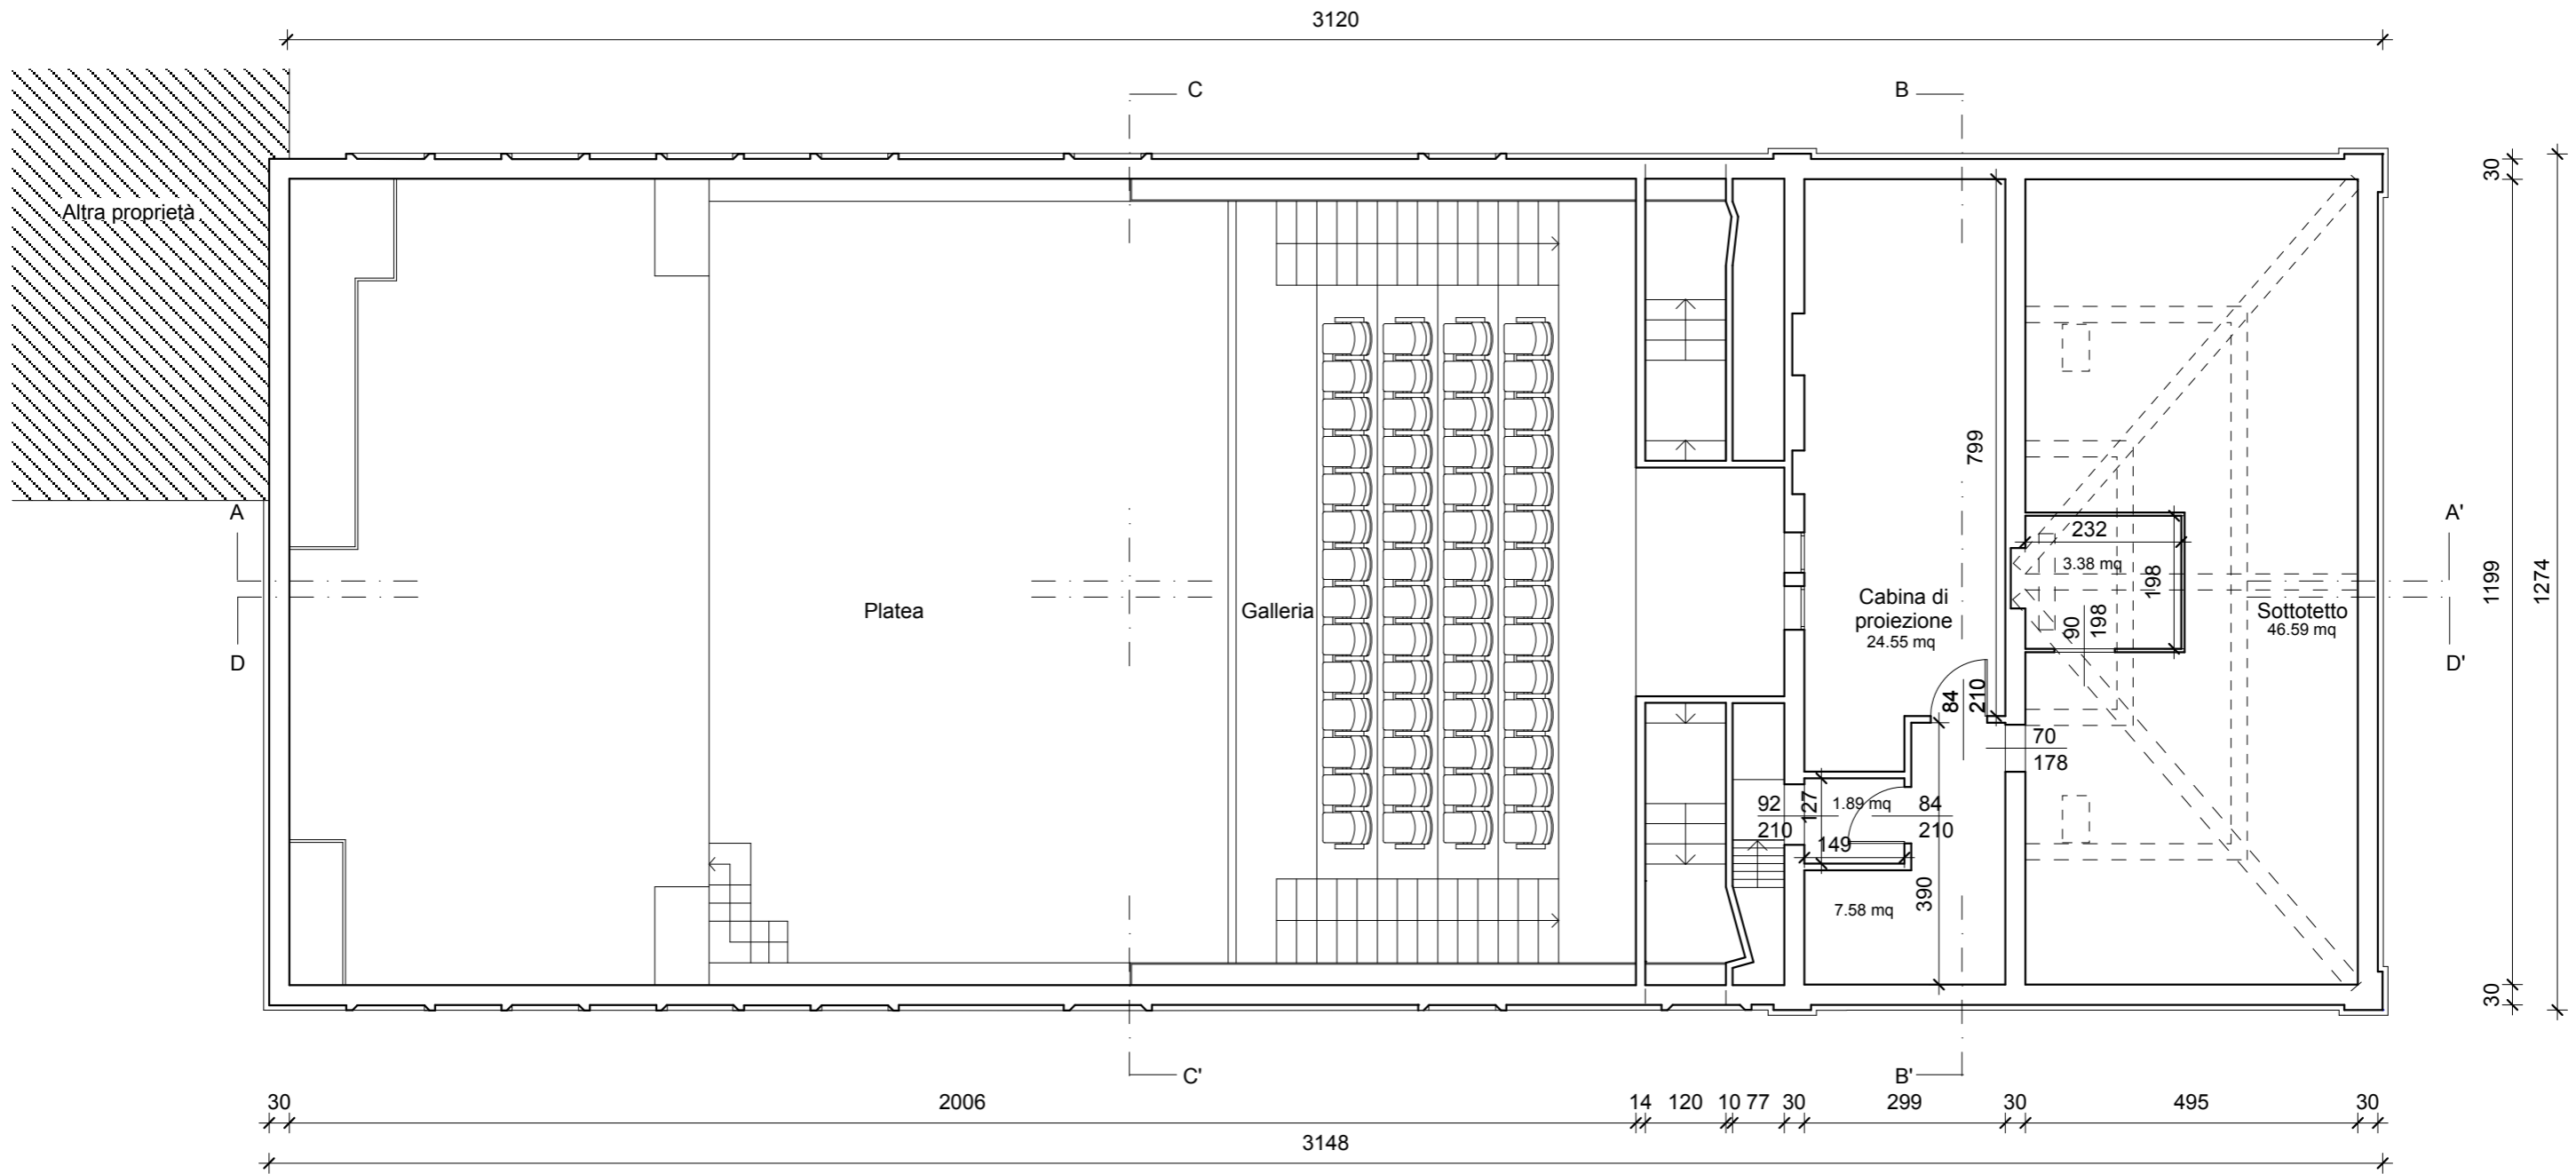 3120
C
B
30
Altra proprietà
799
A
A'
232
3.38 mq
198
1199
1274
Platea
Galleria
Cabina di
proiezione
24.55 mq
Sottotetto
46.59 mq
90
198
D
D'
84
210
70
178
92
210
127
1.89 mq
84
210
149
390
7.58 mq
30
C'
B'
30
2006
14
120
10
77
30
299
30
495
30
3148